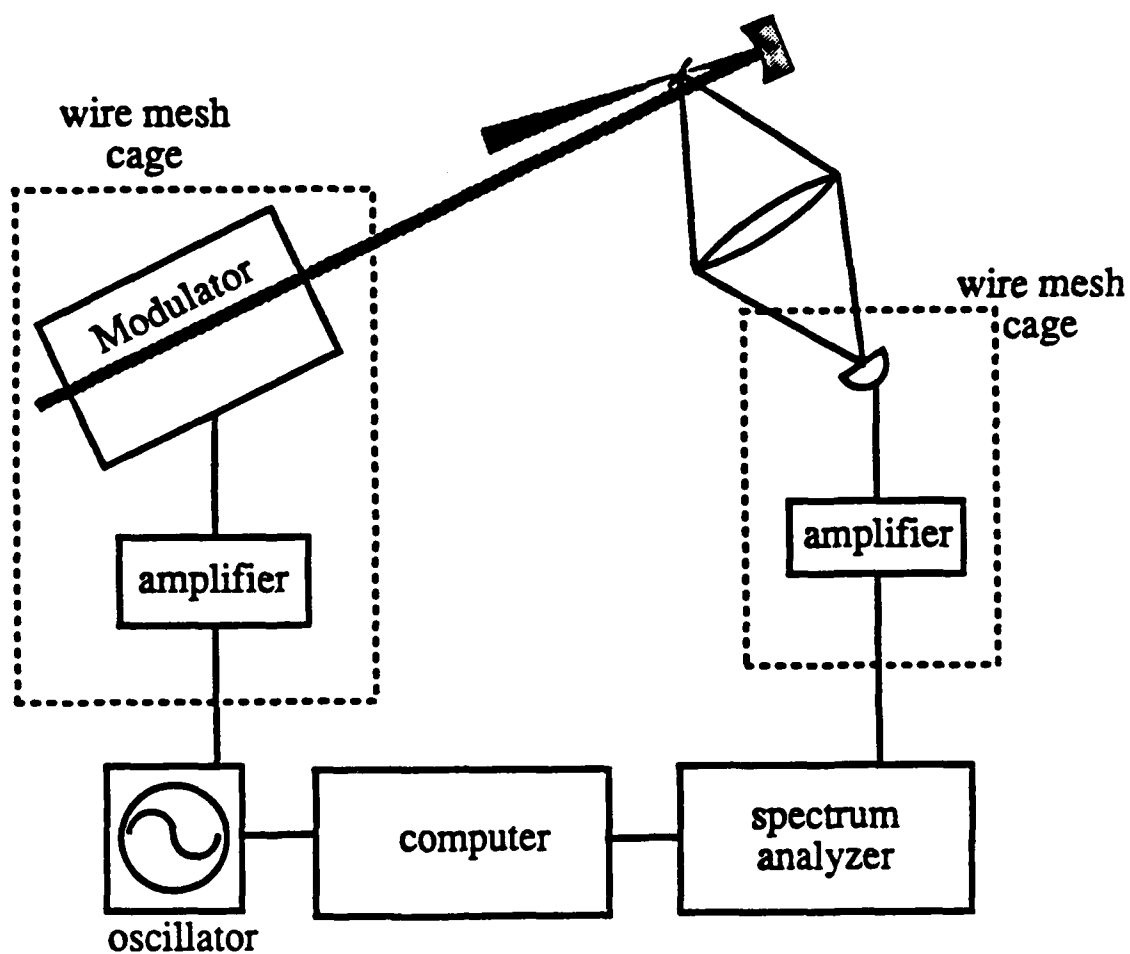 wire mesh
cage
Modulator
wire mesh
cage
amplifier
amplifier
computer
spectrum
analyzer
oscillator